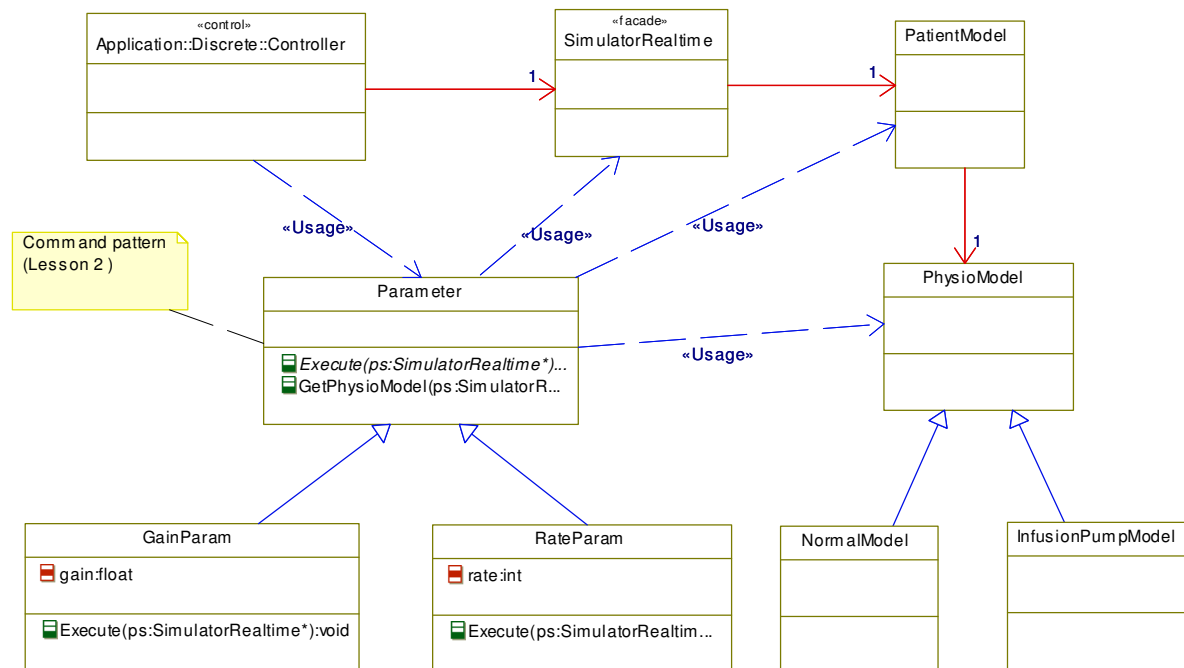 «control»
Application::Discrete::Controller
«facade»
SimulatorRealtime
PatientModel
1
1
«Usage»
«Usage»
«Usage»
1
Command pattern
(Lesson 2 )
Parameter
Execute(ps:SimulatorRealtime*)...
GetPhysioModel(ps:SimulatorR...
PhysioModel
«Usage»
GainParam
gain:float
Execute(ps:SimulatorRealtime*):void
RateParam
rate:int
Execute(ps:SimulatorRealtim...
NormalModel
InfusionPumpModel